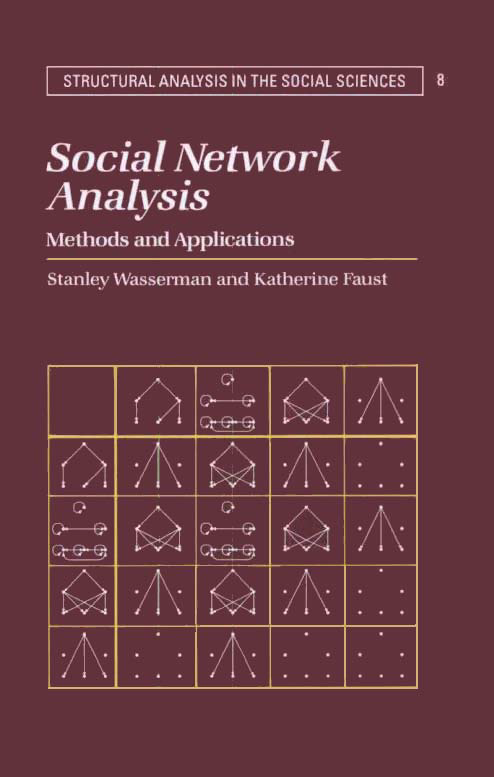 STRUCTURAL ANALYSIS IN THE SOCIAL SCIENCES 8
Social Network
Analysis
Methods and Applications
Stanley Wasserman and Katherine Faust